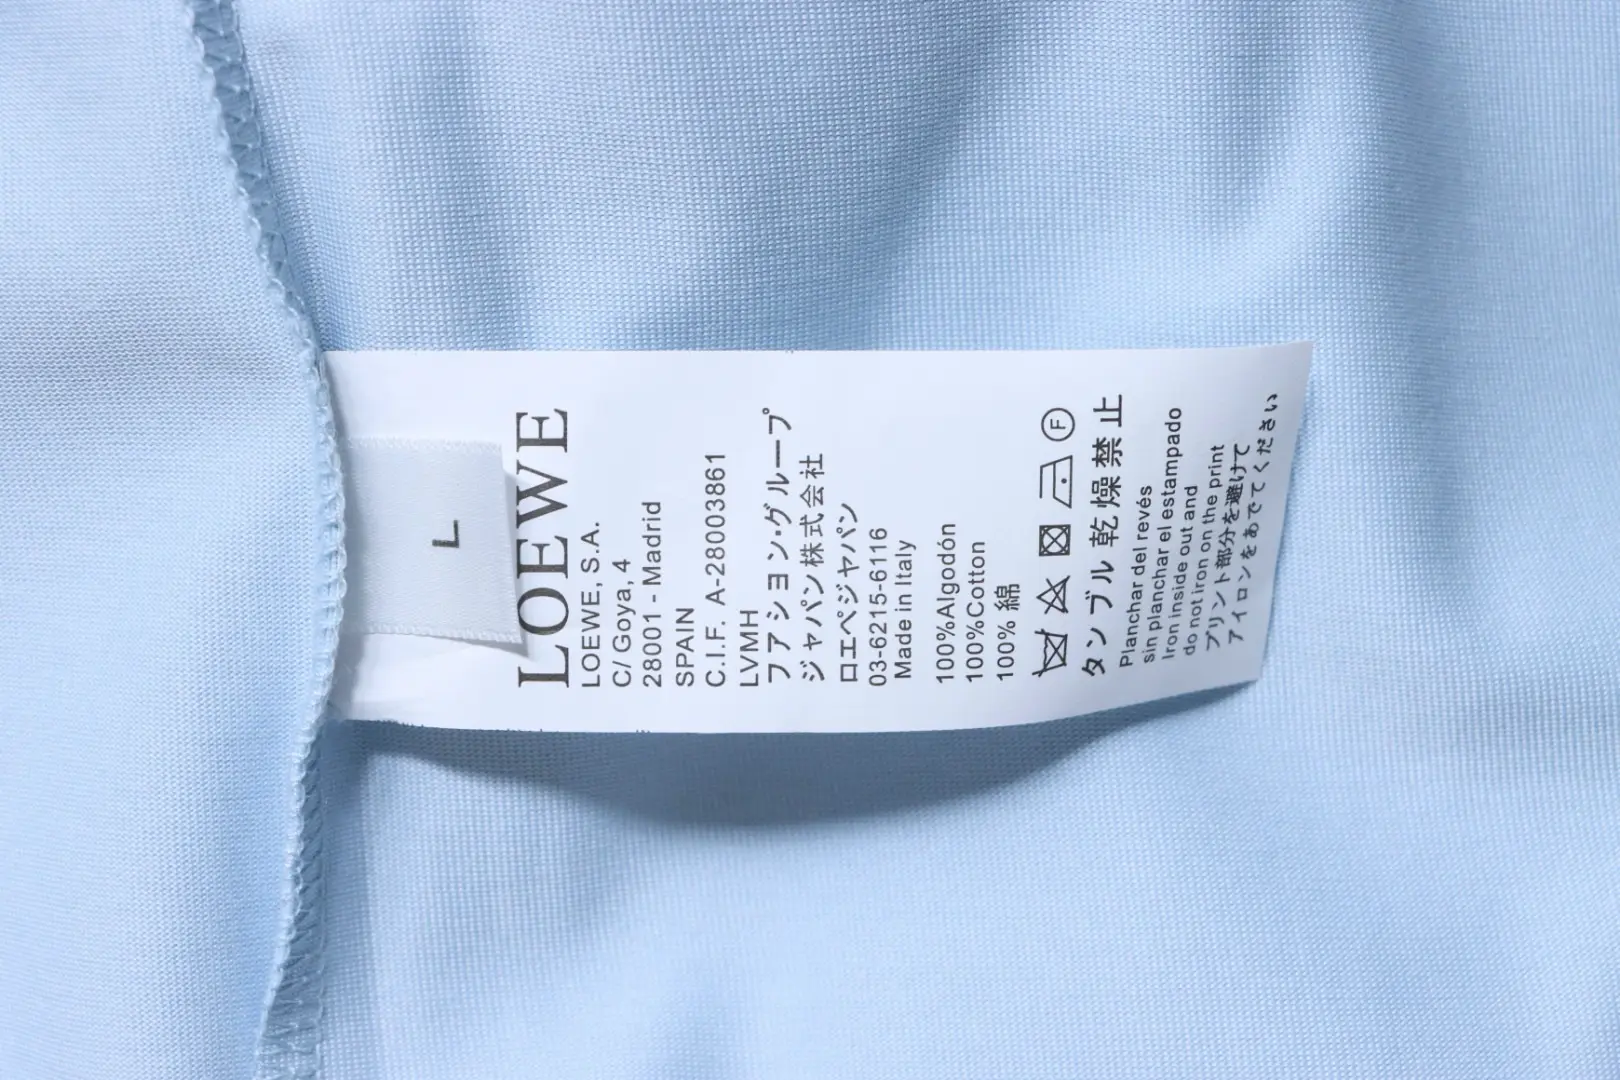 L
LOEWE
LOEWE, S.A.
C/Goya, 4
28001 - Madrid
SPAIN
C.I.F. A-28003861
LVMH
ファション·グループ
ジャパン株式会社
ロエベジャパン
03-6215-6116
Made in Italy
100%Algodón
100%Cotton
100% 綿
F
タンブル 乾燥禁止
Planchar del revés
sin planchar el estampado
Iron inside out and
do not iron on the print
プリント部分を避けて
アイロンをあでてください